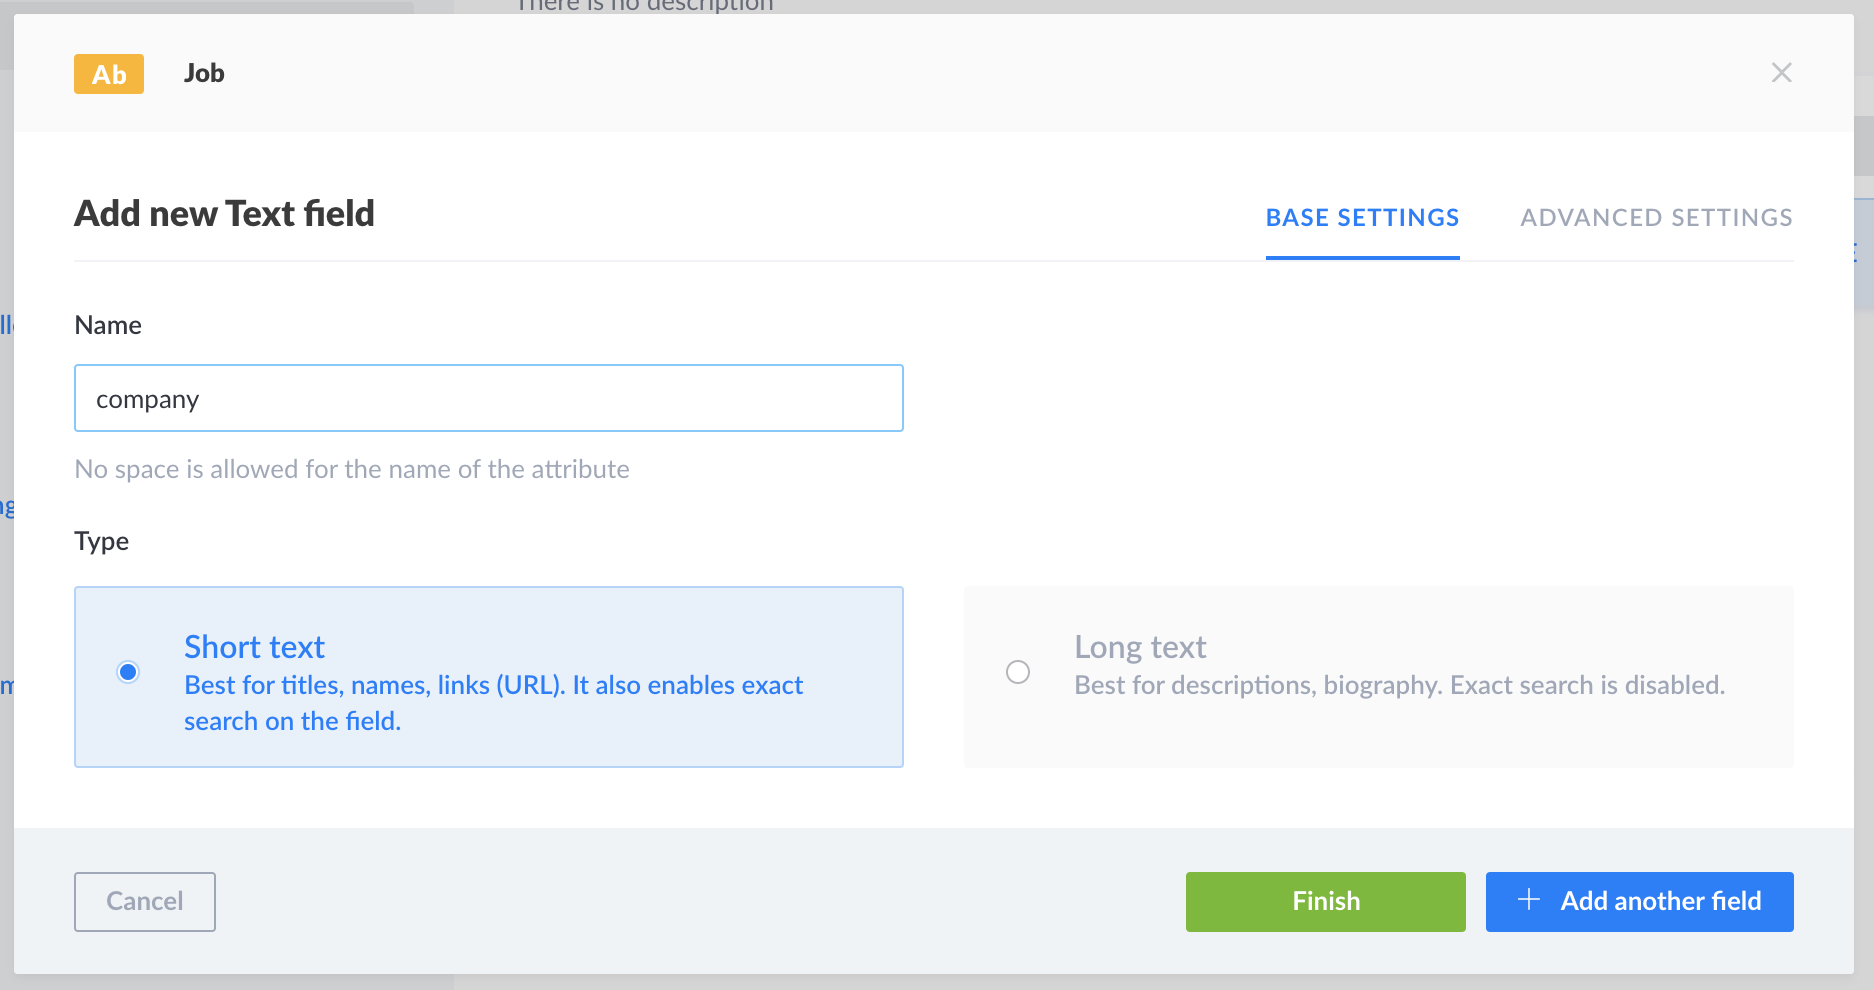 There is no description
Ab Job
Add new Text field
BASE SETTINGS ADVANCED SETTINGS
Name
company
No space is allowed for the name of the attribute
Type
Short text
Best for titles, names, links (URL). It also enables exact
search on the field.
Long text
Best for descriptions, biography. Exact search is disabled.
Cancel
Finish
+ Add another field